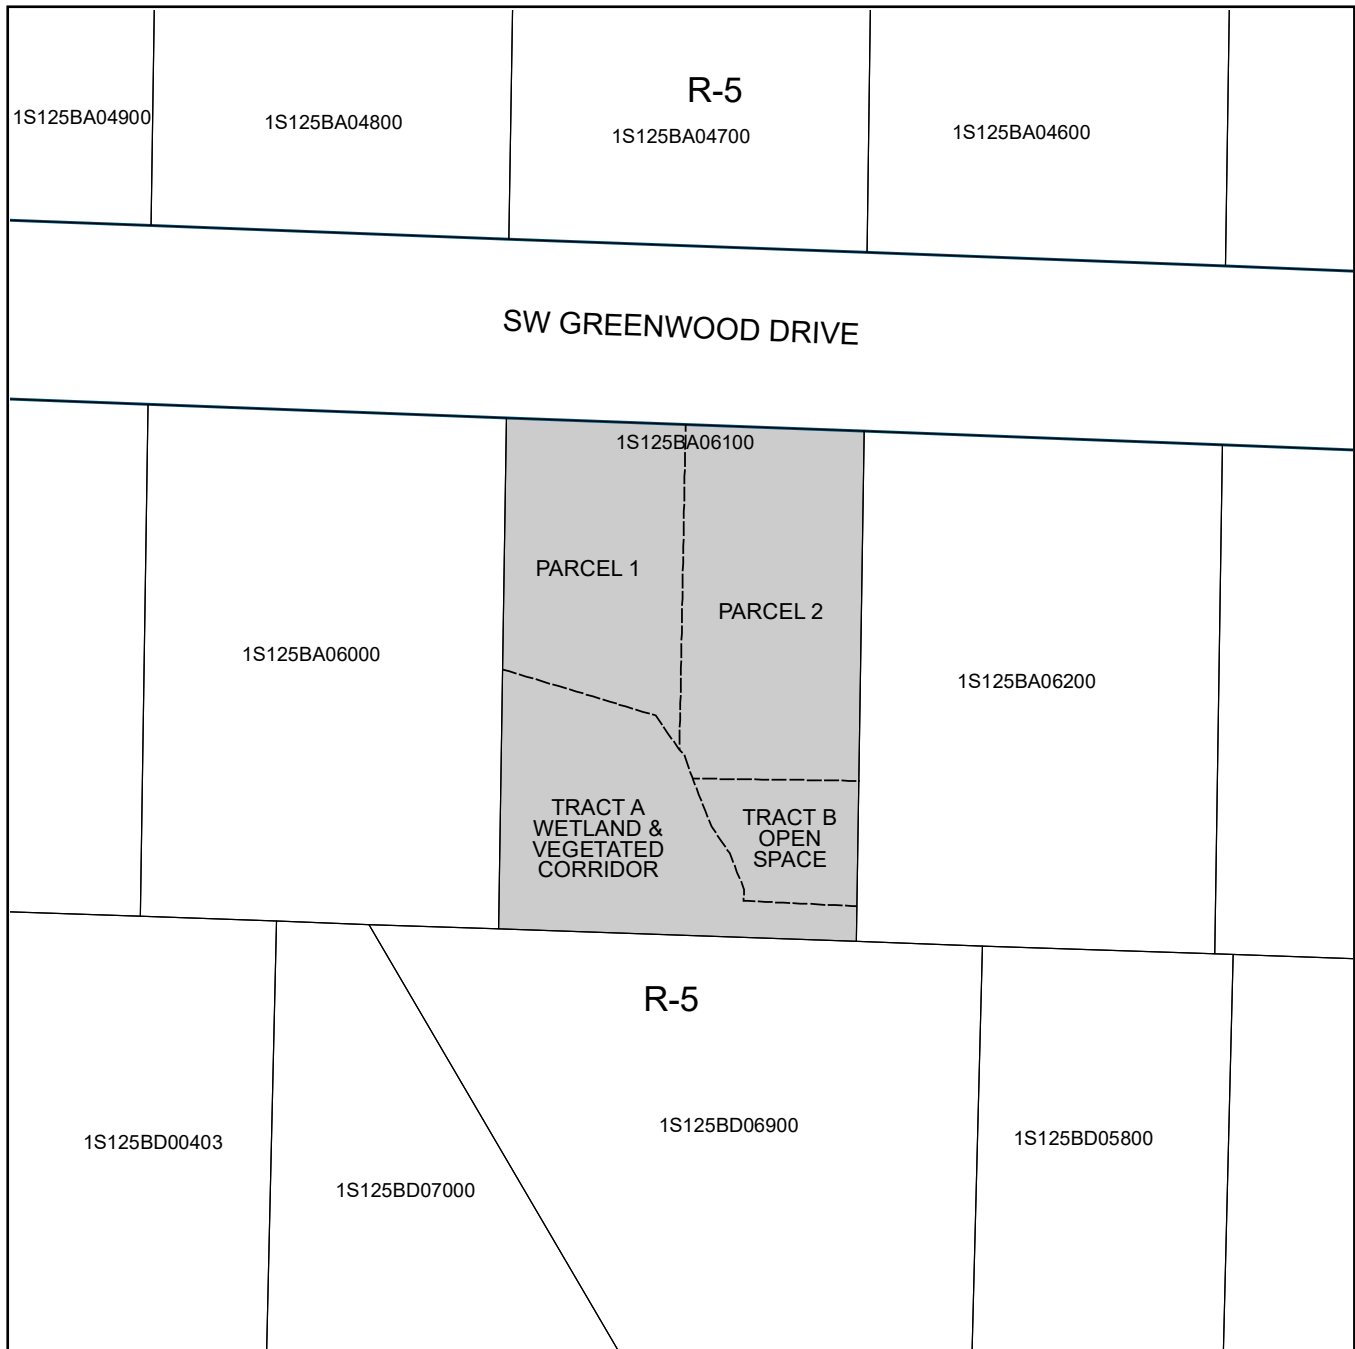 R-5
1S125BA04900
1S125BA04800
1S125BA04700
1S125BA04600
SW GREENWOOD DRIVE
1S125BA06100
PARCEL 1
PARCEL 2
1S125BA06000
1S125BA06200
TRACT A
WETLAND &
VEGETATED
CORRIDOR
TRACT B
OPEN
SPACE
R-5
1S125BD00403
1S125BD07000
1S125BD06900
1S125BD05800